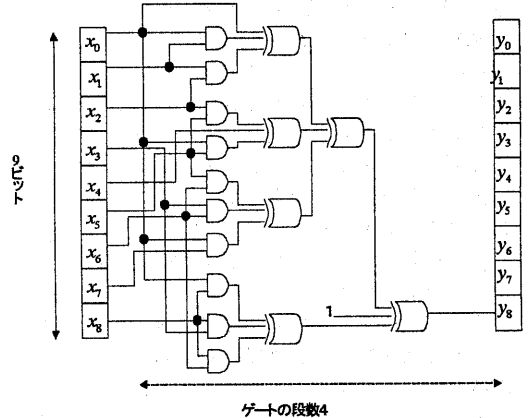 x₀
x₁
x₂
x₃
x₄
x₅
x₆
x₇
x₈
9ビット
1
y₀
y₁
y₂
y₃
y₄
y₅
y₆
y₇
y₈
ゲートの段数4